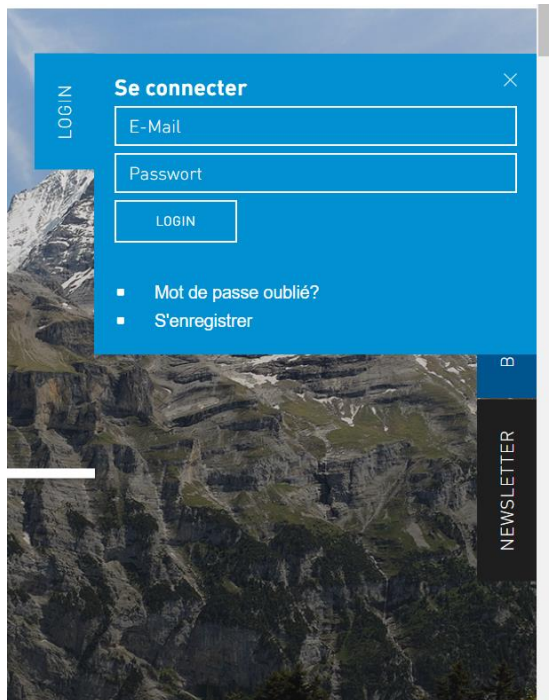 LOGIN
Se connecter
E-Mail
Passwort
LOGIN
Mot de passe oublié?
S'enregistrer
B
NEWSLETTER